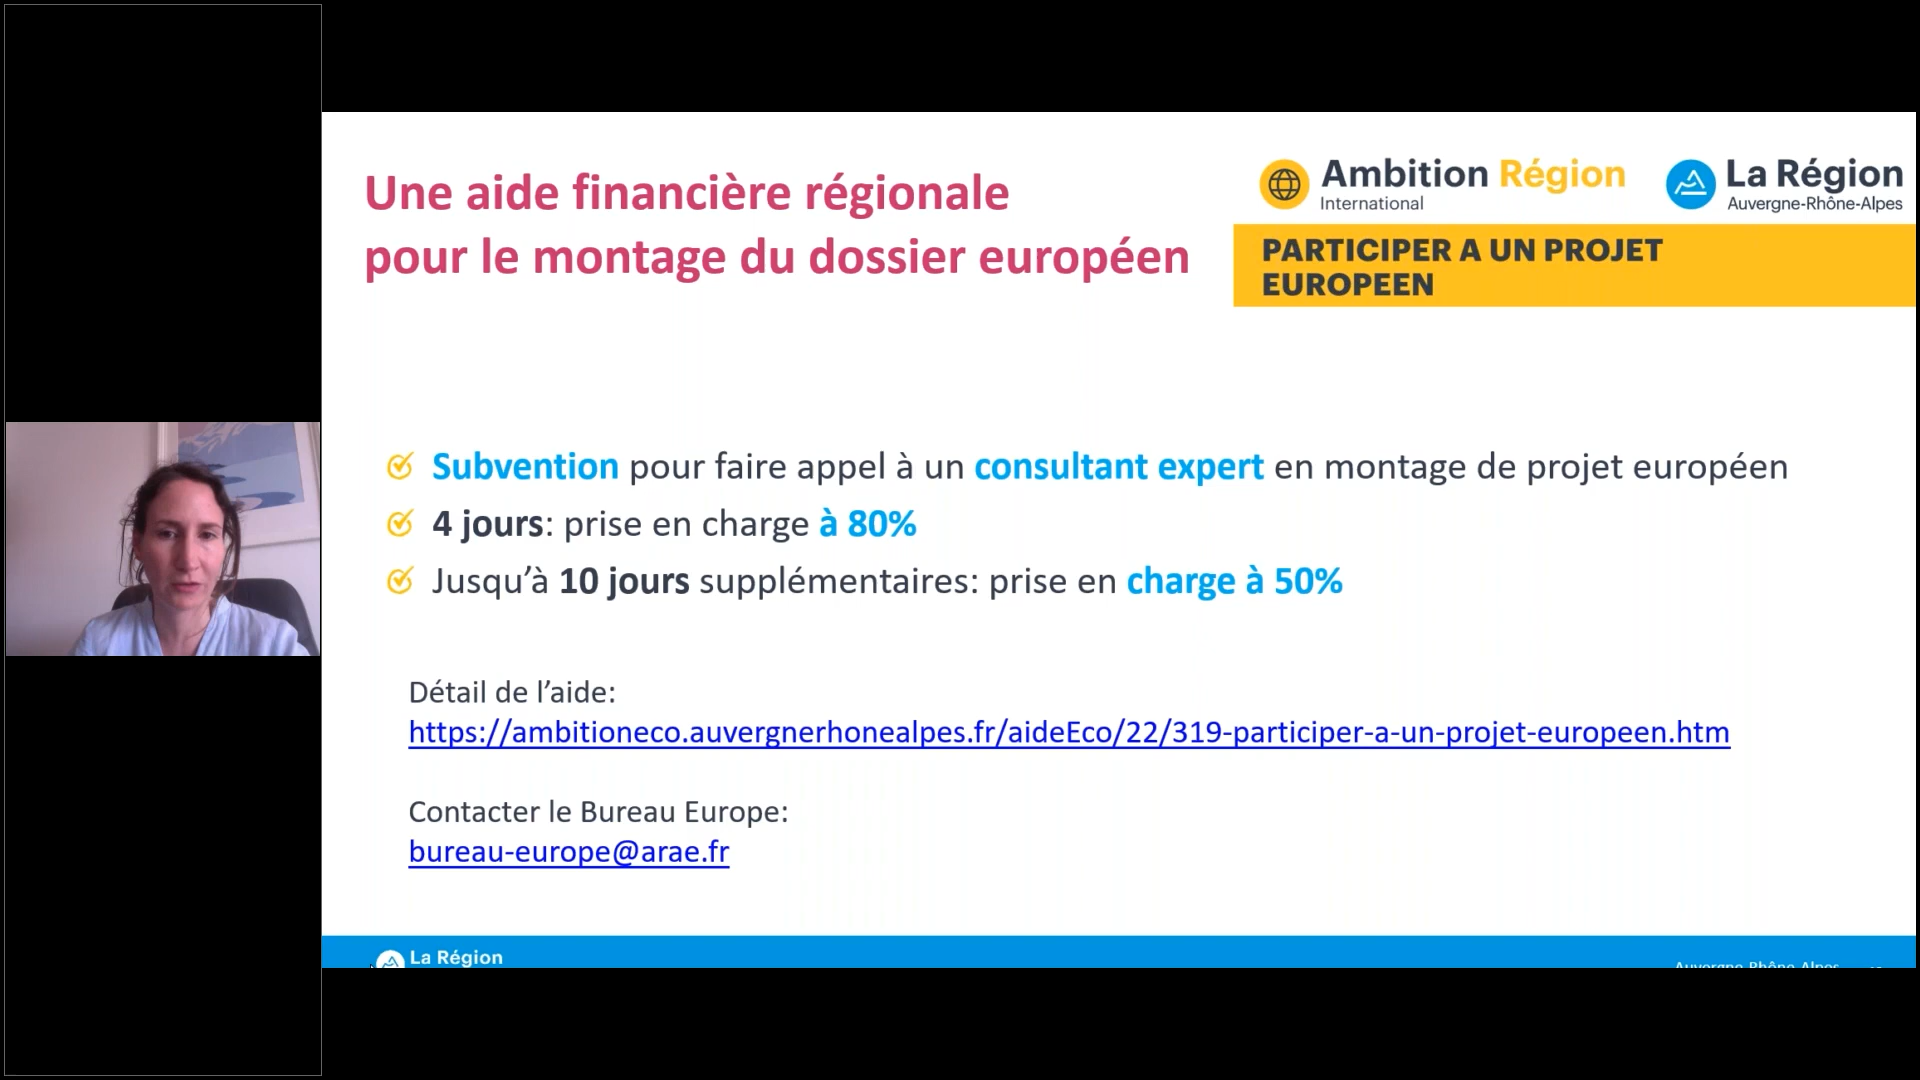 Une aide financière régionale
pour le montage du dossier européen
Ambition Région
International
La Région
Auvergne-Rhône-Alpes
PARTICIPER A UN PROJET
EUROPEEN
Subvention pour faire appel à un consultant expert en montage de projet européen
4 jours: prise en charge à 80%
Jusqu’à 10 jours supplémentaires: prise en charge à 50%
Détail de l’aide:
https://ambitioneco.auvergnerhonealpes.fr/aideEco/22/319-participer-a-un-projet-europeen.htm
Contacter le Bureau Europe:
bureau-europe@arae.fr
La Région
Auvergne-Rhône-Alpes